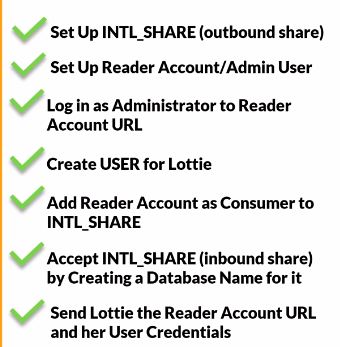 Set Up INTL_SHARE (outbound share)
Set Up Reader Account/Admin User
Log in as Administrator to Reader
Account URL
Create USER for Lottie
Add Reader Account as Consumer to
INTL_SHARE
Accept INTL_SHARE (inbound share)
by Creating a Database Name for it
Send Lottie the Reader Account URL
and her User Credentials